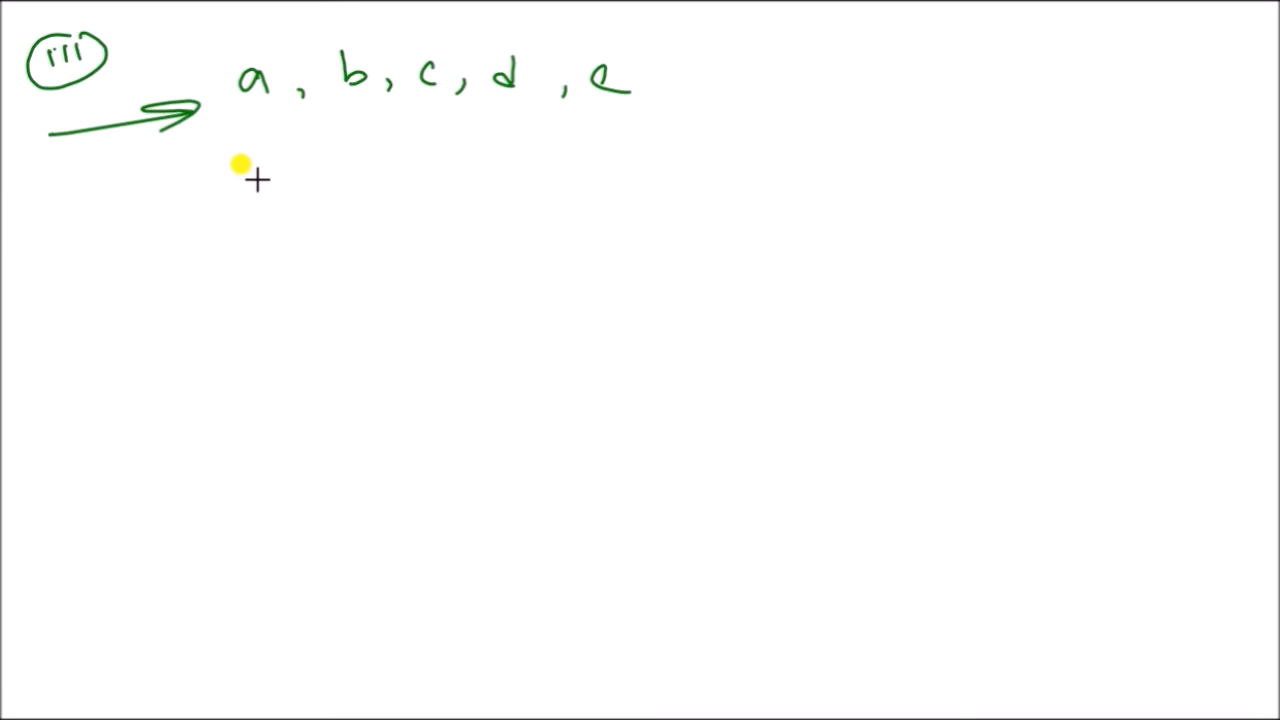 iii
a, b, c, d, e